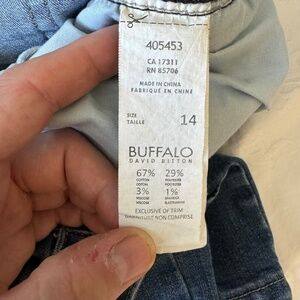 405453
CA 17311
RN 85706
MADE IN CHINA
FABRIQUÉ EN CHINE
SIZE
TAILLE
14
BUFFALO
DAVID BITTON
67% 29%
COTTON POLYESTER
COTON POLYESTER
3% 1%
VISCOSE SPANDEX
VISCOSE ELASTHANNE
EXCLUSIVE OF TRIM
GARNITURE NON COMPRISE